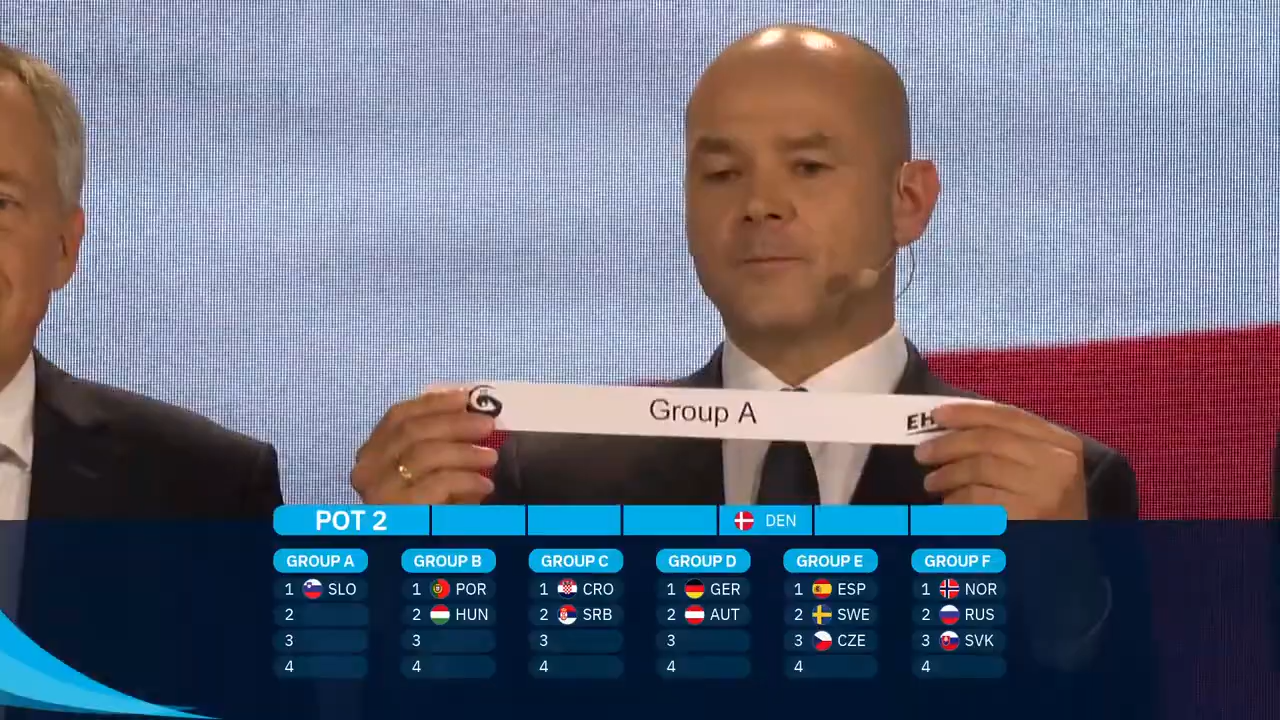 Group A
EH
POT 2 DEN
GROUP A GROUP B GROUP C GROUP D GROUP E GROUP F
1 SLO 1 POR 1 CRO 1 GER 1 ESP 1 NOR
2 2 HUN 2 SRB 2 AUT 2 SWE 2 RUS
3 3 3 3 3 CZE 3 SVK
4 4 4 4 4 4